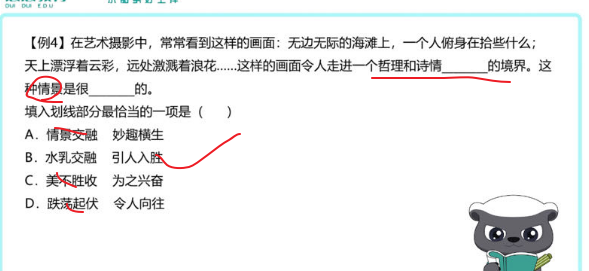 DUI DUI EDU
【例4】在艺术摄影中，常常看到这样的画面：无边无际的海滩上，一个人俯身在拾些什么；
天上漂浮着云彩，远处激溅着浪花……这样的画面令人走进一个哲理和诗情_______的境界。这
种情景是很_______的。
填入划线部分最恰当的一项是（  ）
A．情景交融 妙趣横生
B．水乳交融 引人入胜
C．美不胜收 为之兴奋
D．跌荡起伏 令人向往